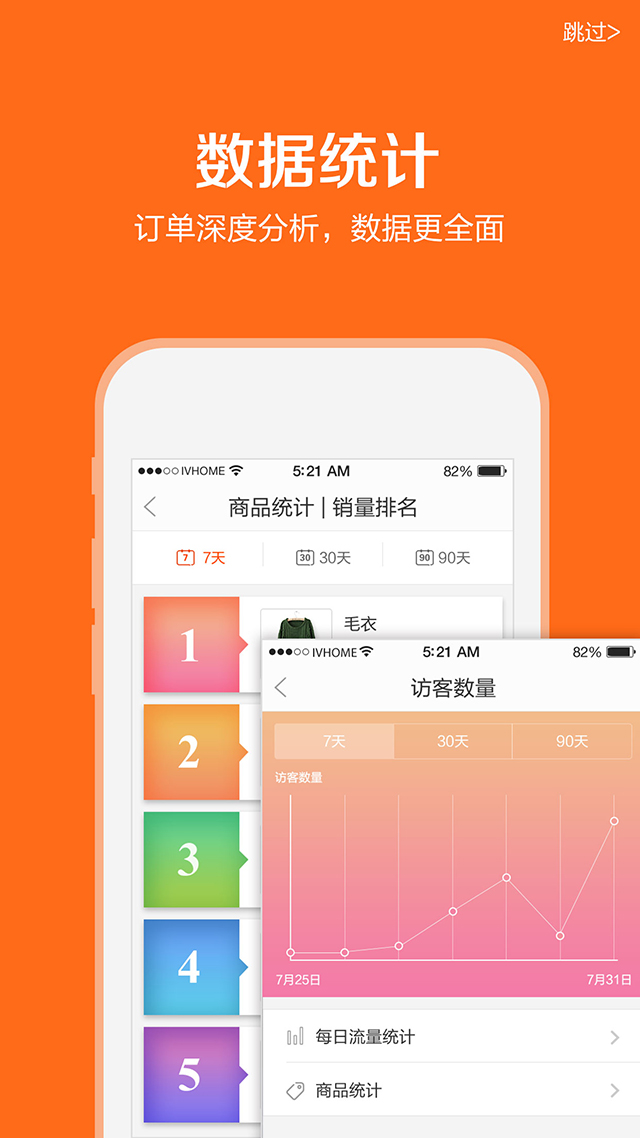 跳过>
数据统计
订单深度分析，数据更全面
IVHOME 5:21 AM 82%
商品统计 | 销量排名
7 7天 30 30天 90 90天
1 毛衣
2
3
4
5
IVHOME 5:21 AM 82%
访客数量
7天 30天 90天
访客数量
7月25日 7月31日
每日流量统计
商品统计